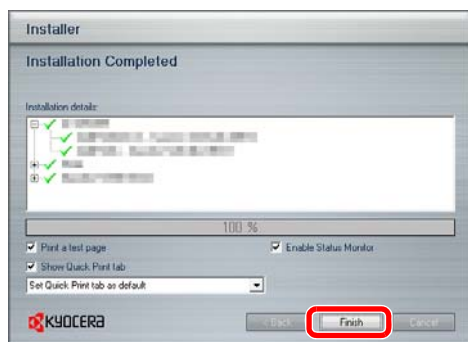 Installer
Installation Completed
Installation details:
100 %
Print a test page
Enable Status Monitor
Show Quick Print tab
Set Quick Print tab as default
KYOCERA
< Back
Finish
Cancel